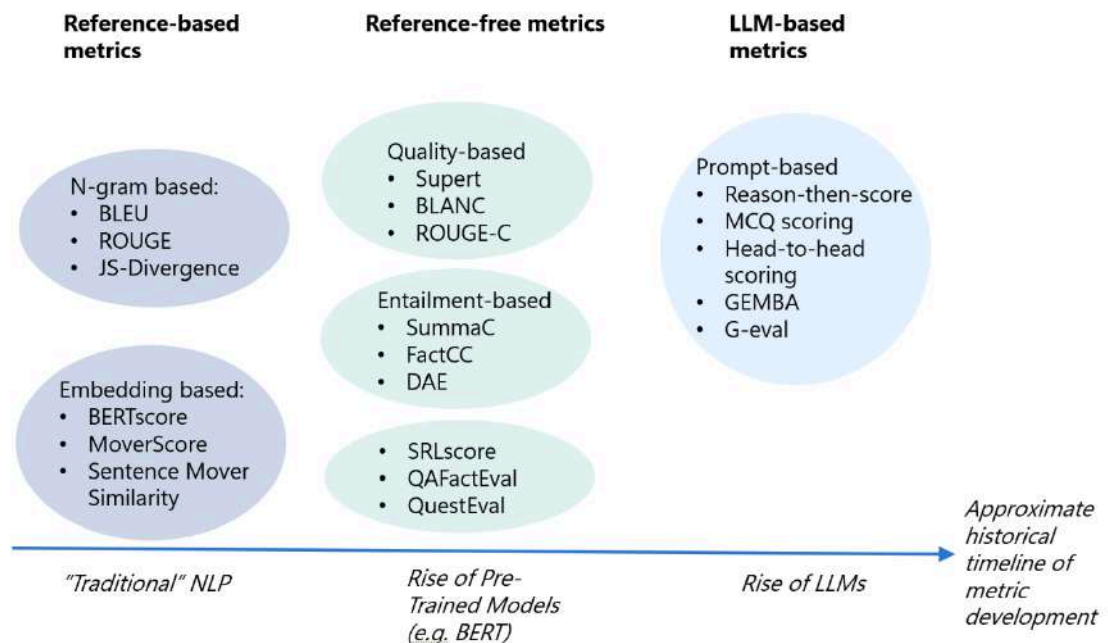 Reference-based
metrics
Reference-free metrics
LLM-based
metrics
N-gram based:
• BLEU
• ROUGE
• JS-Divergence
Embedding based:
• BERTscore
• MoverScore
• Sentence Mover
Similarity
Quality-based
• Supert
• BLANC
• ROUGE-C
Entailment-based
• SummaC
• FactCC
• DAE
• SRLscore
• QAFactEval
• QuestEval
Prompt-based
• Reason-then-score
• MCQ scoring
• Head-to-head
scoring
• GEMBA
• G-eval
"Traditional" NLP
Rise of Pre-
Trained Models
(e.g. BERT)
Rise of LLMs
Approximate
historical
timeline of
metric
development